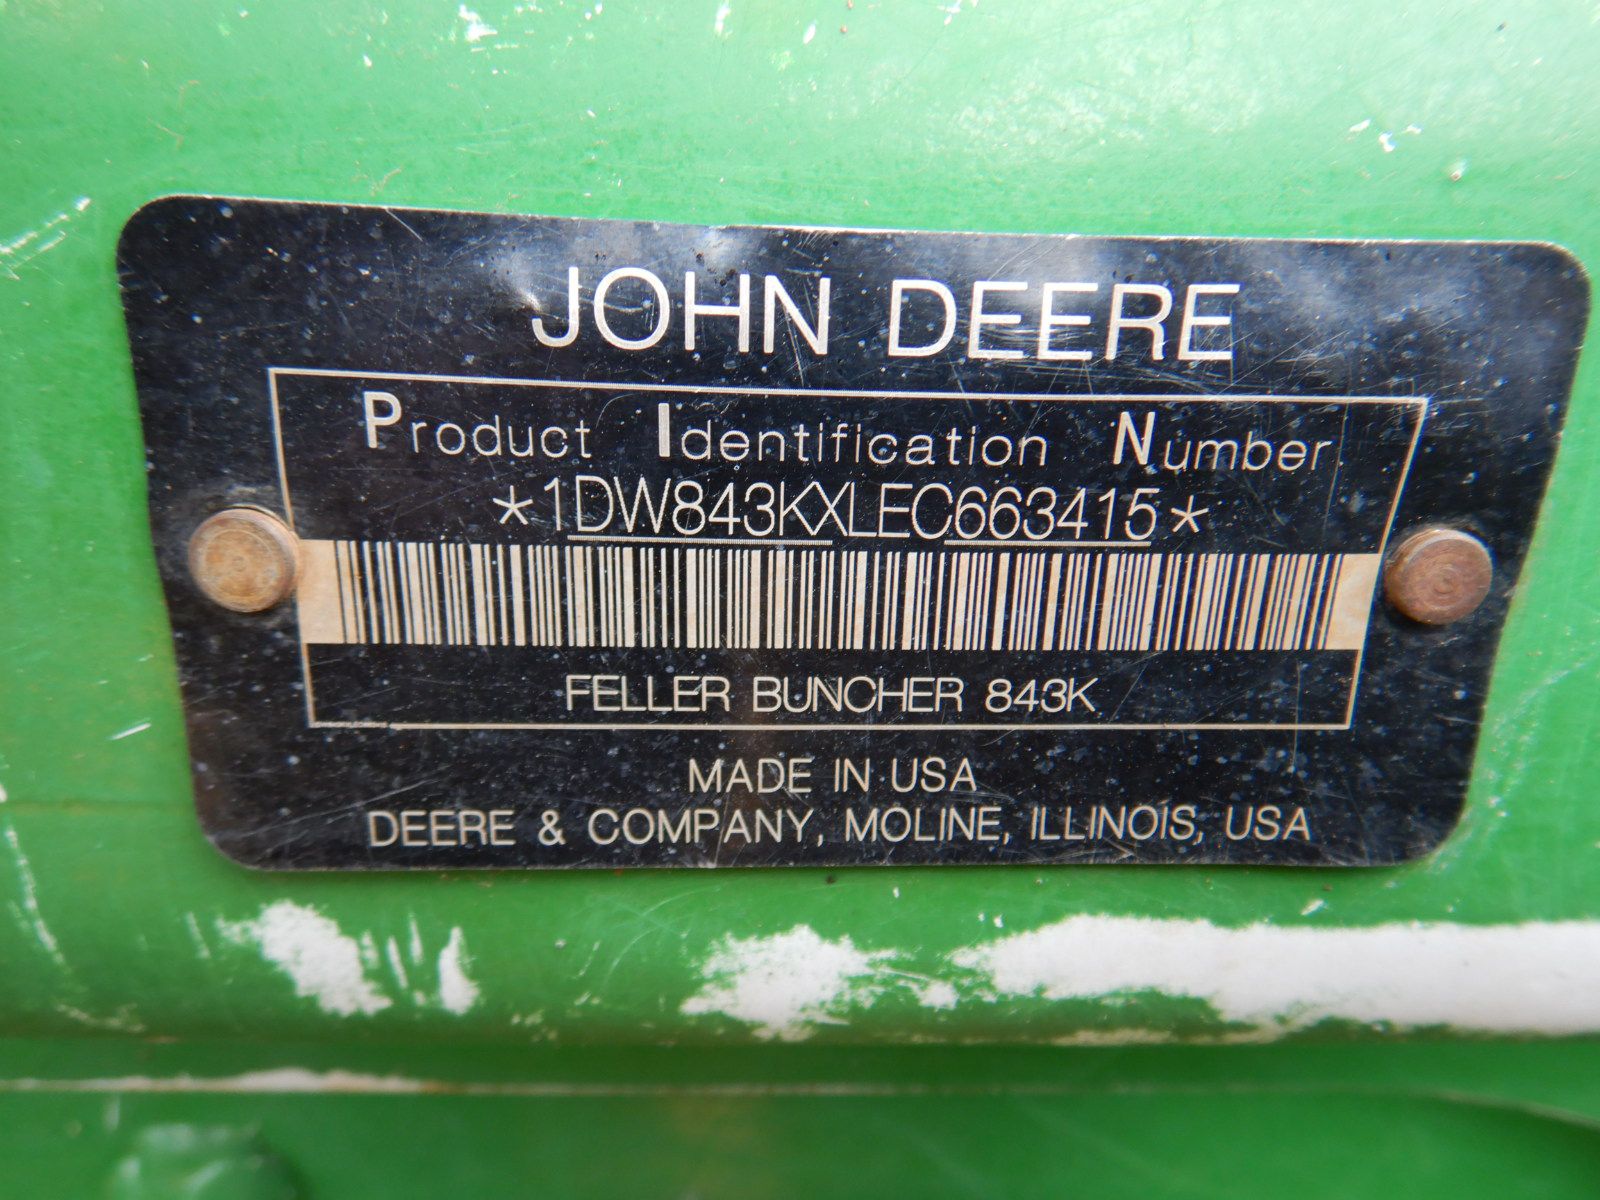 JOHN DEERE
Product Identification Number
*1DW843KXLEC663415*
FELLER BUNCHER 843K
MADE IN USA
DEERE & COMPANY, MOLINE, ILLINOIS, USA